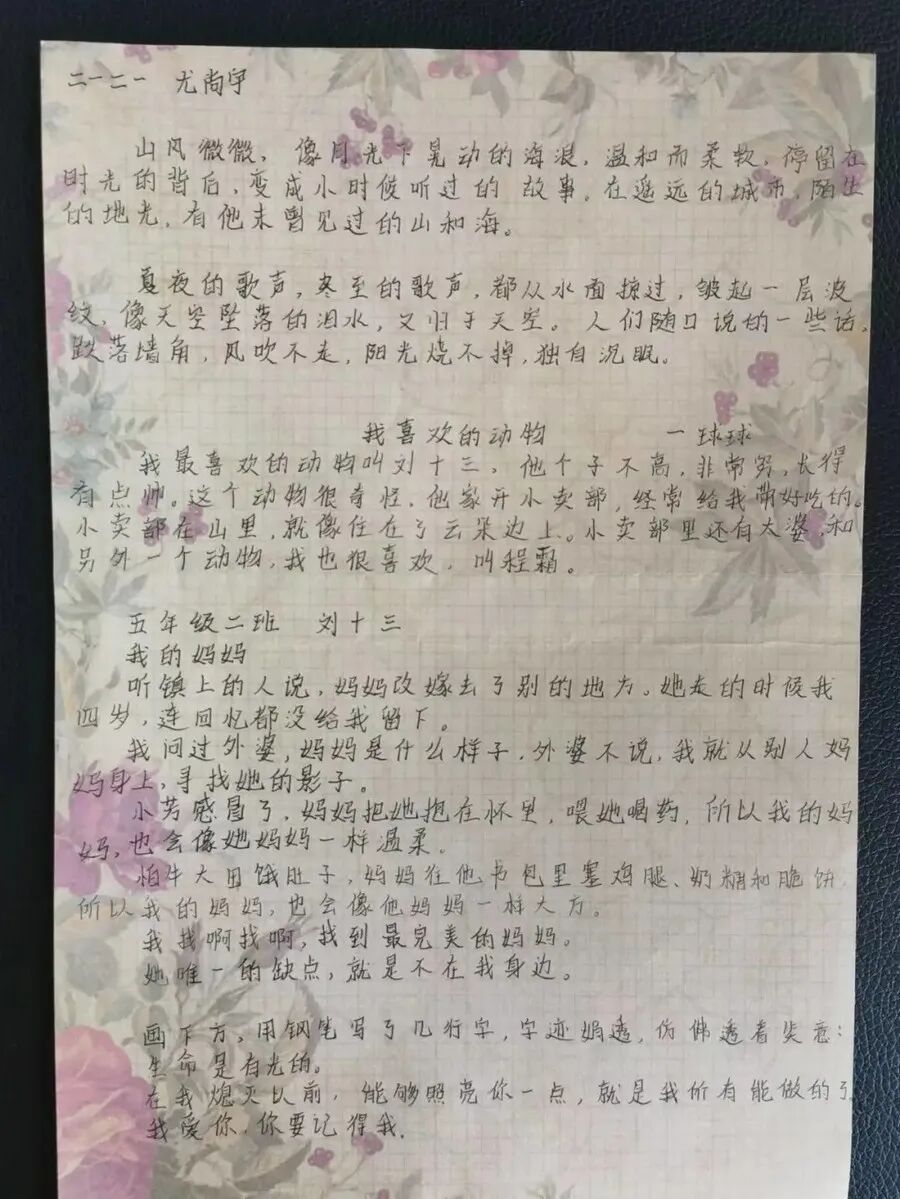 二一二一 尤尚宇
山风微微，像月光下晃动的海浪，温和而柔软，停留在
时光的背后，变成小时候听过的故事。在遥远的城市，陌生
的地光，有他未曾见过的山和海。
夏夜的歌声，冬至的歌声，都从水面掠过，皱起一层波
纹，像天空坠落的泪水，又归于天空。人们随口说的一些话，
跌落墙角，风吹不走，阳光烧不掉，独自沉眠。
我喜欢的动物 一球球
我最喜欢的动物叫刘十三，他个子不高，非常穷，长得
有点帅。这个动物很奇怪，他家开小卖部，经常给我带好吃的。
小卖部在山里，就像住在了云朵边上。小卖部里还有太婆，和
另外一个动物，我也很喜欢，叫程霜。
五年级二班 刘十三
我的妈妈
听镇上的人说，妈妈改嫁去了别的地方。她走的时候我
四岁，连回忆都没给我留下。
我问过外婆，妈妈是什么样子，外婆不说，我就从别人妈
妈身上，寻找她的影子。
小芳感冒了，妈妈把她抱在怀里，喂她喝药，所以我的妈
妈，也会像她妈妈一样温柔。
怕牛大田饿肚子，妈妈往他书包里塞鸡腿、奶糖和脆饼，
所以我的妈妈，也会像他妈妈一样大方。
我找啊找啊，找到最完美的妈妈。
她唯一的缺点，就是不在我身边。
画下方，用钢笔写了几行字，字迹娟透，仿佛透着笑意：
生命是有光的。
在我熄灭以前，能够照亮你一点，就是我所有能做的了
我爱你，你要记得我.